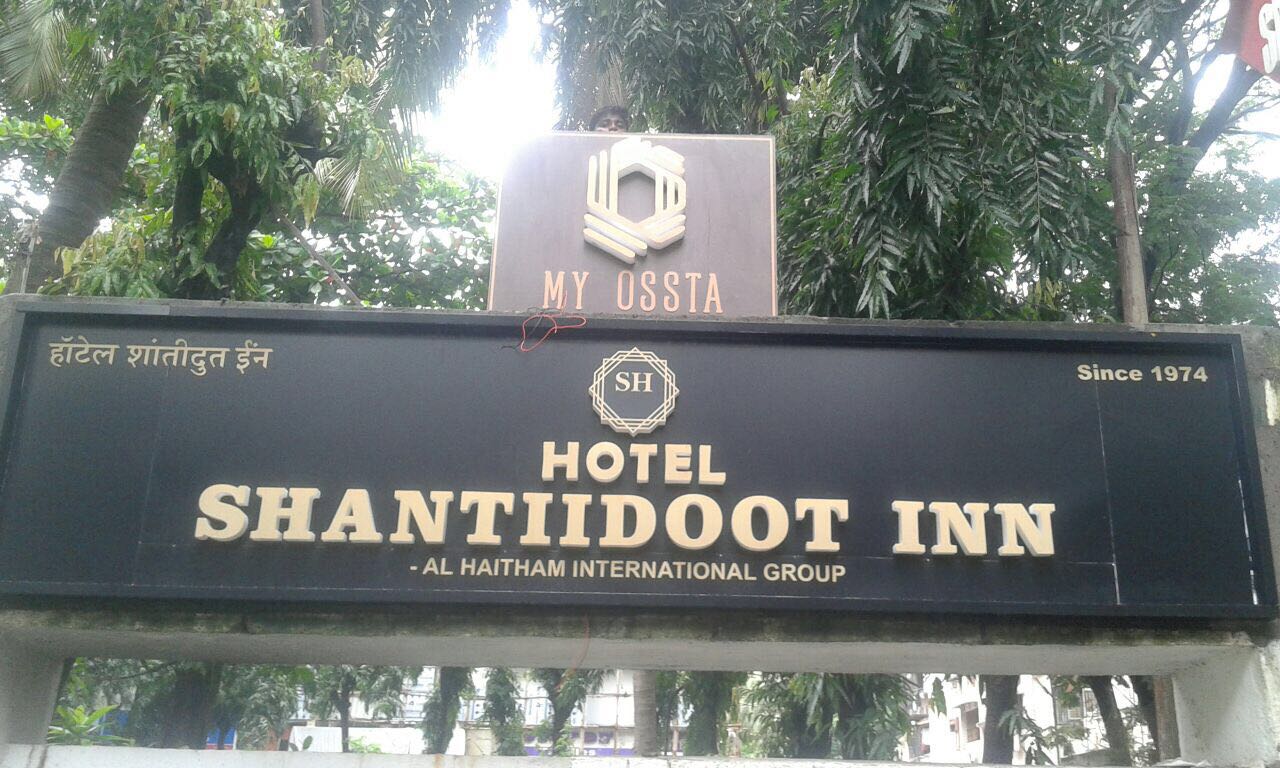 MY OSSTA
हॉटेल शांतीदुत ईंन
Since 1974
SH
HOTEL
SHANTIIDOOT INN
- AL HAITHAM INTERNATIONAL GROUP